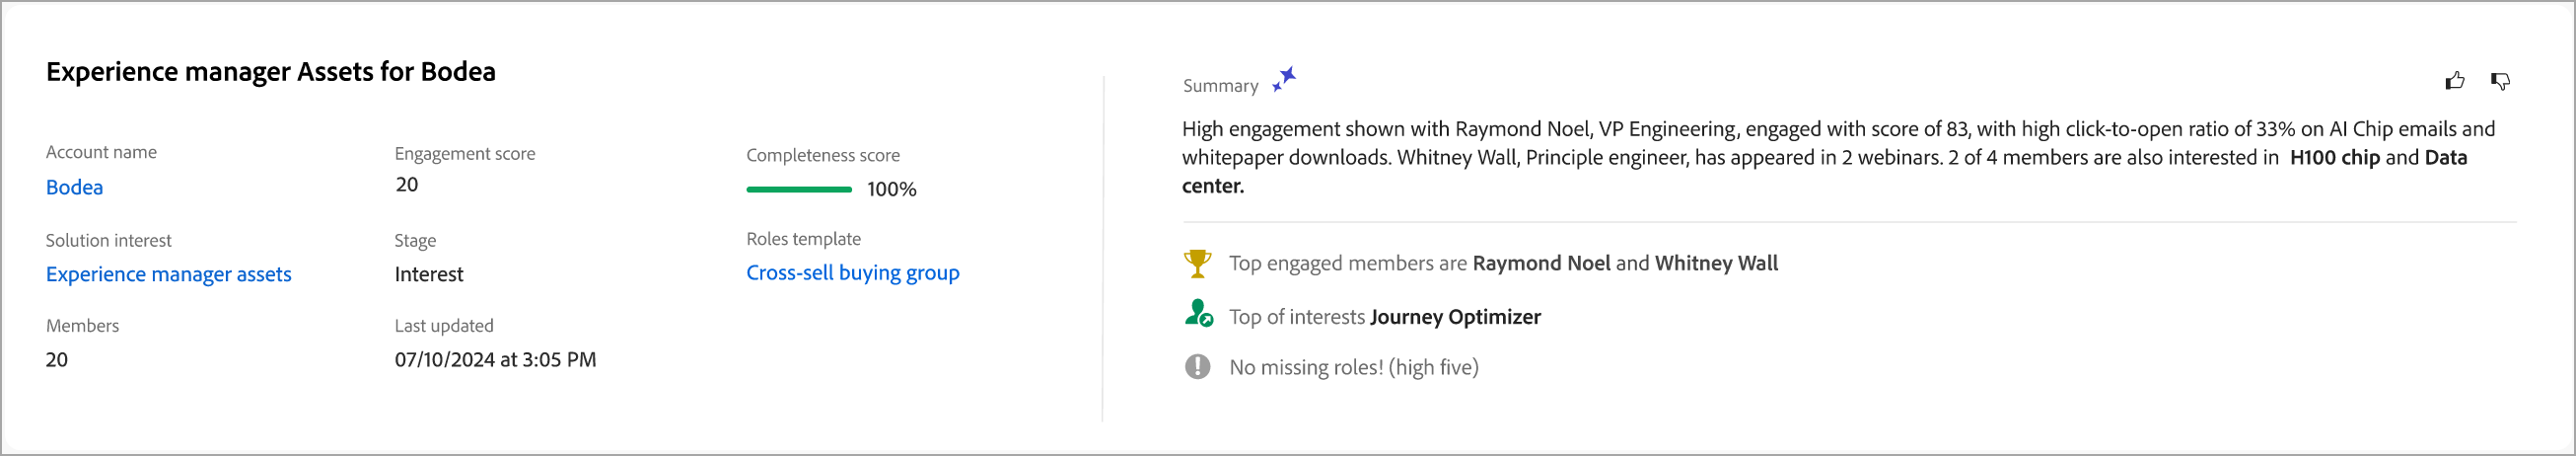 Experience manager Assets for Bodea
Account name
Bodea
Engagement score
20
Completeness score
100%
Solution interest
Experience manager assets
Stage
Interest
Roles template
Cross-sell buying group
Members
20
Last updated
07/10/2024 at 3:05 PM
Summary
High engagement shown with Raymond Noel, VP Engineering, engaged with score of 83, with high click-to-open ratio of 33% on AI Chip emails and
whitepaper downloads. Whitney Wall, Principle engineer, has appeared in 2 webinars. 2 of 4 members are also interested in H100 chip and Data
center.
Top engaged members are Raymond Noel and Whitney Wall
Top of interests Journey Optimizer
No missing roles! (high five)